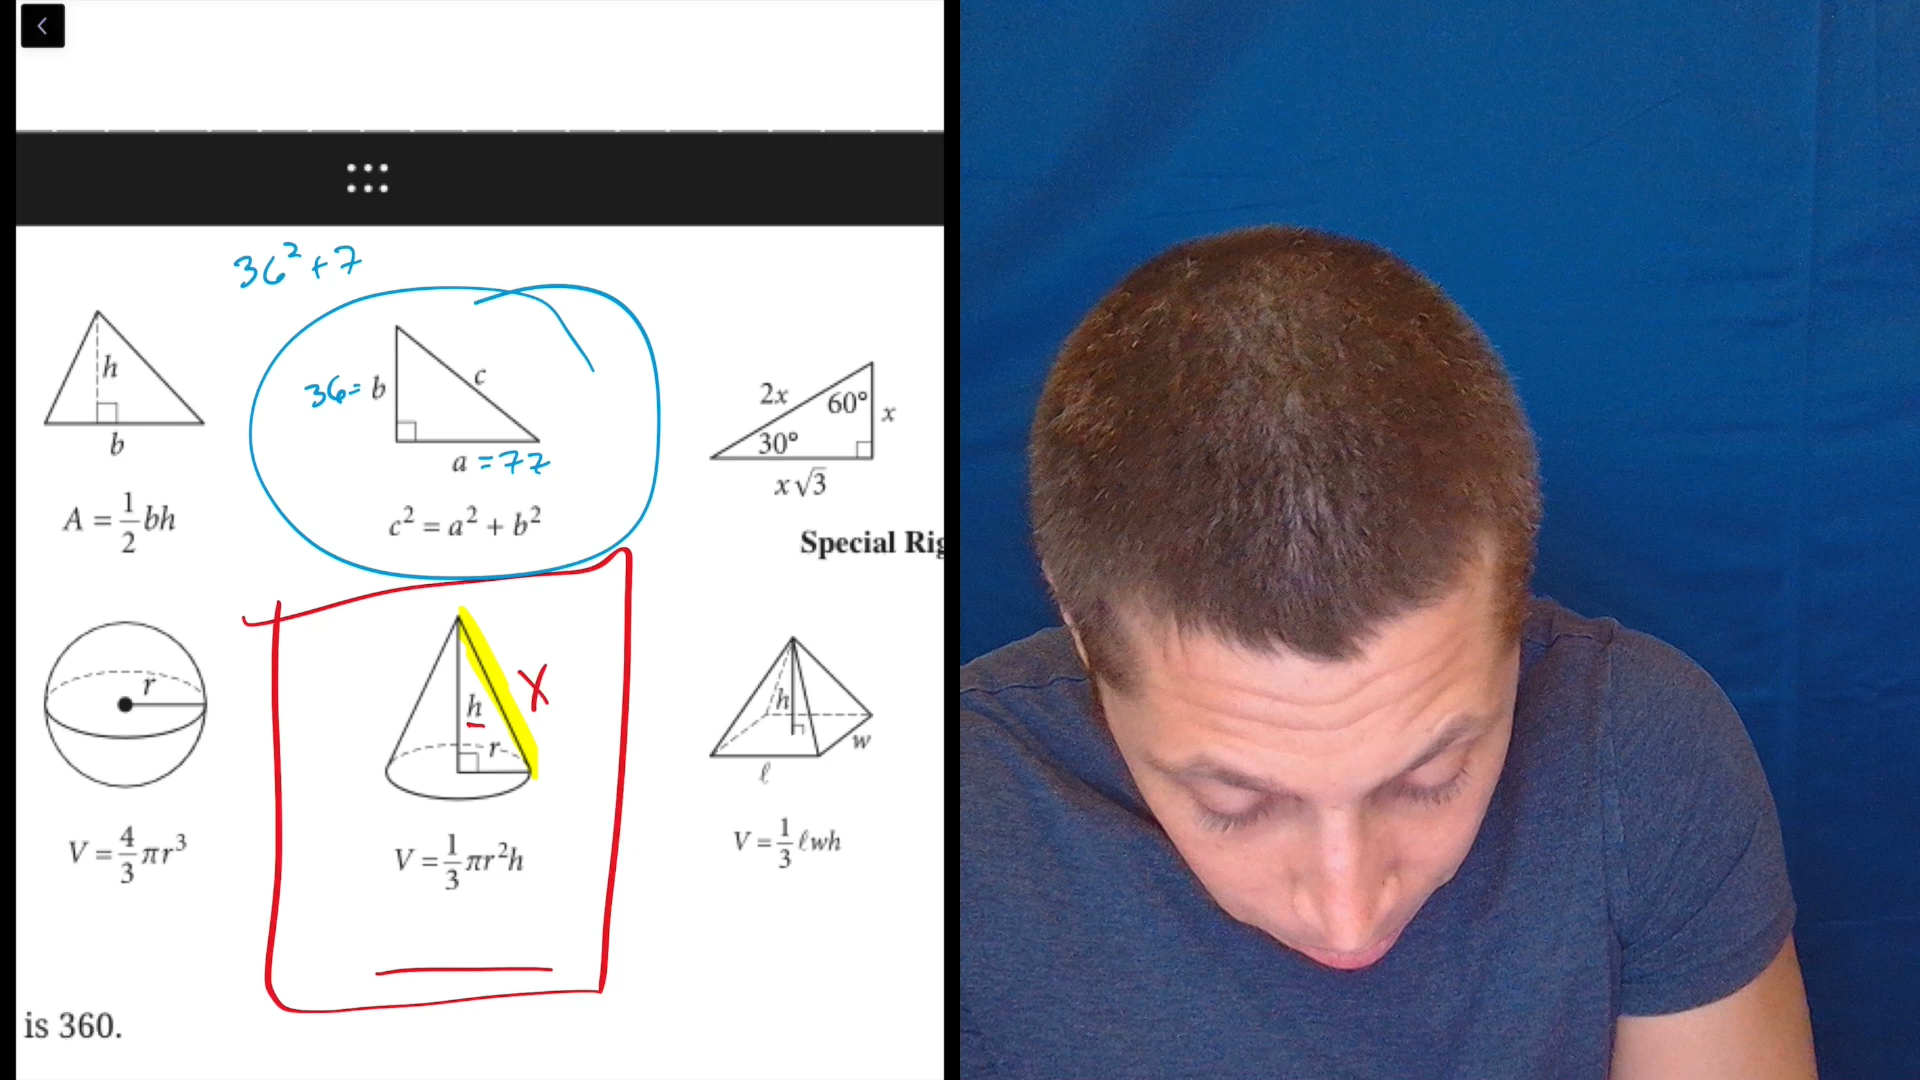 36² + 7
h
b
A = 1/2 bh
36 = b
c
a = 77
c² = a² + b²
2x
60°
x
30°
x√3
Special Rig
r
V = 4/3 πr³
h
r
x
V = 1/3 πr²h
h
w
ℓ
V = 1/3 ℓwh
is 360.